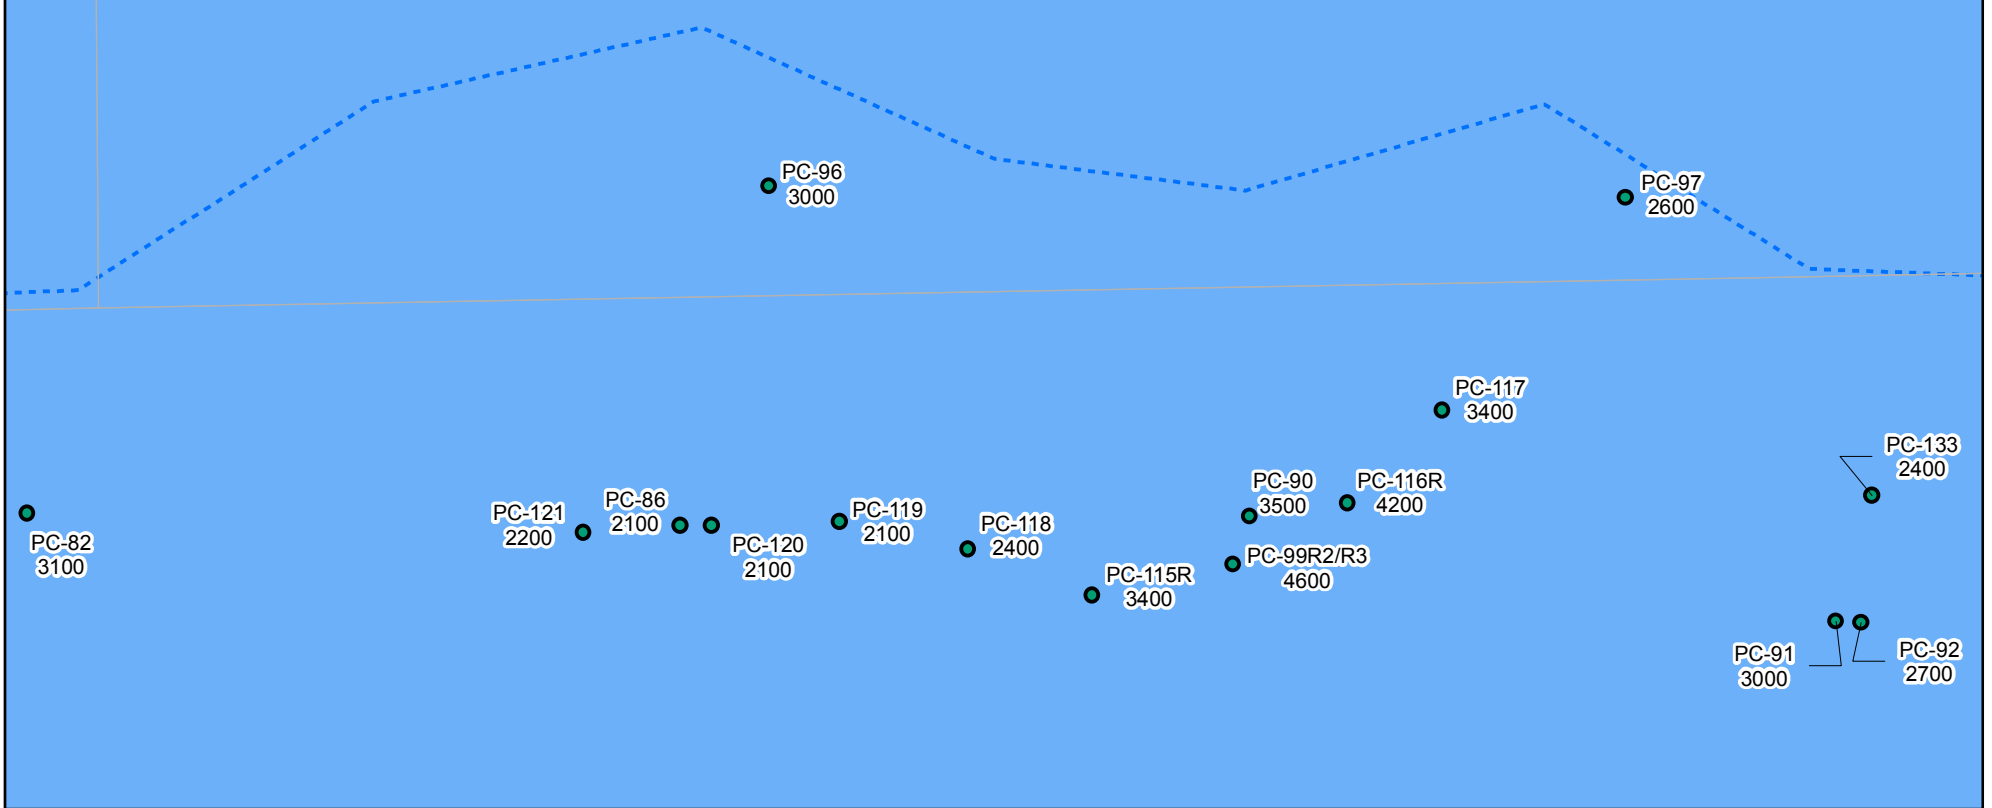 PC-96
3000
PC-97
2600
PC-117
3400
PC-133
2400
PC-90
3500
PC-116R
4200
PC-86
2100
PC-121
2200
PC-119
2100
PC-118
2400
PC-82
3100
PC-120
2100
PC-99R2/R3
4600
PC-115R
3400
PC-91
3000
PC-92
2700